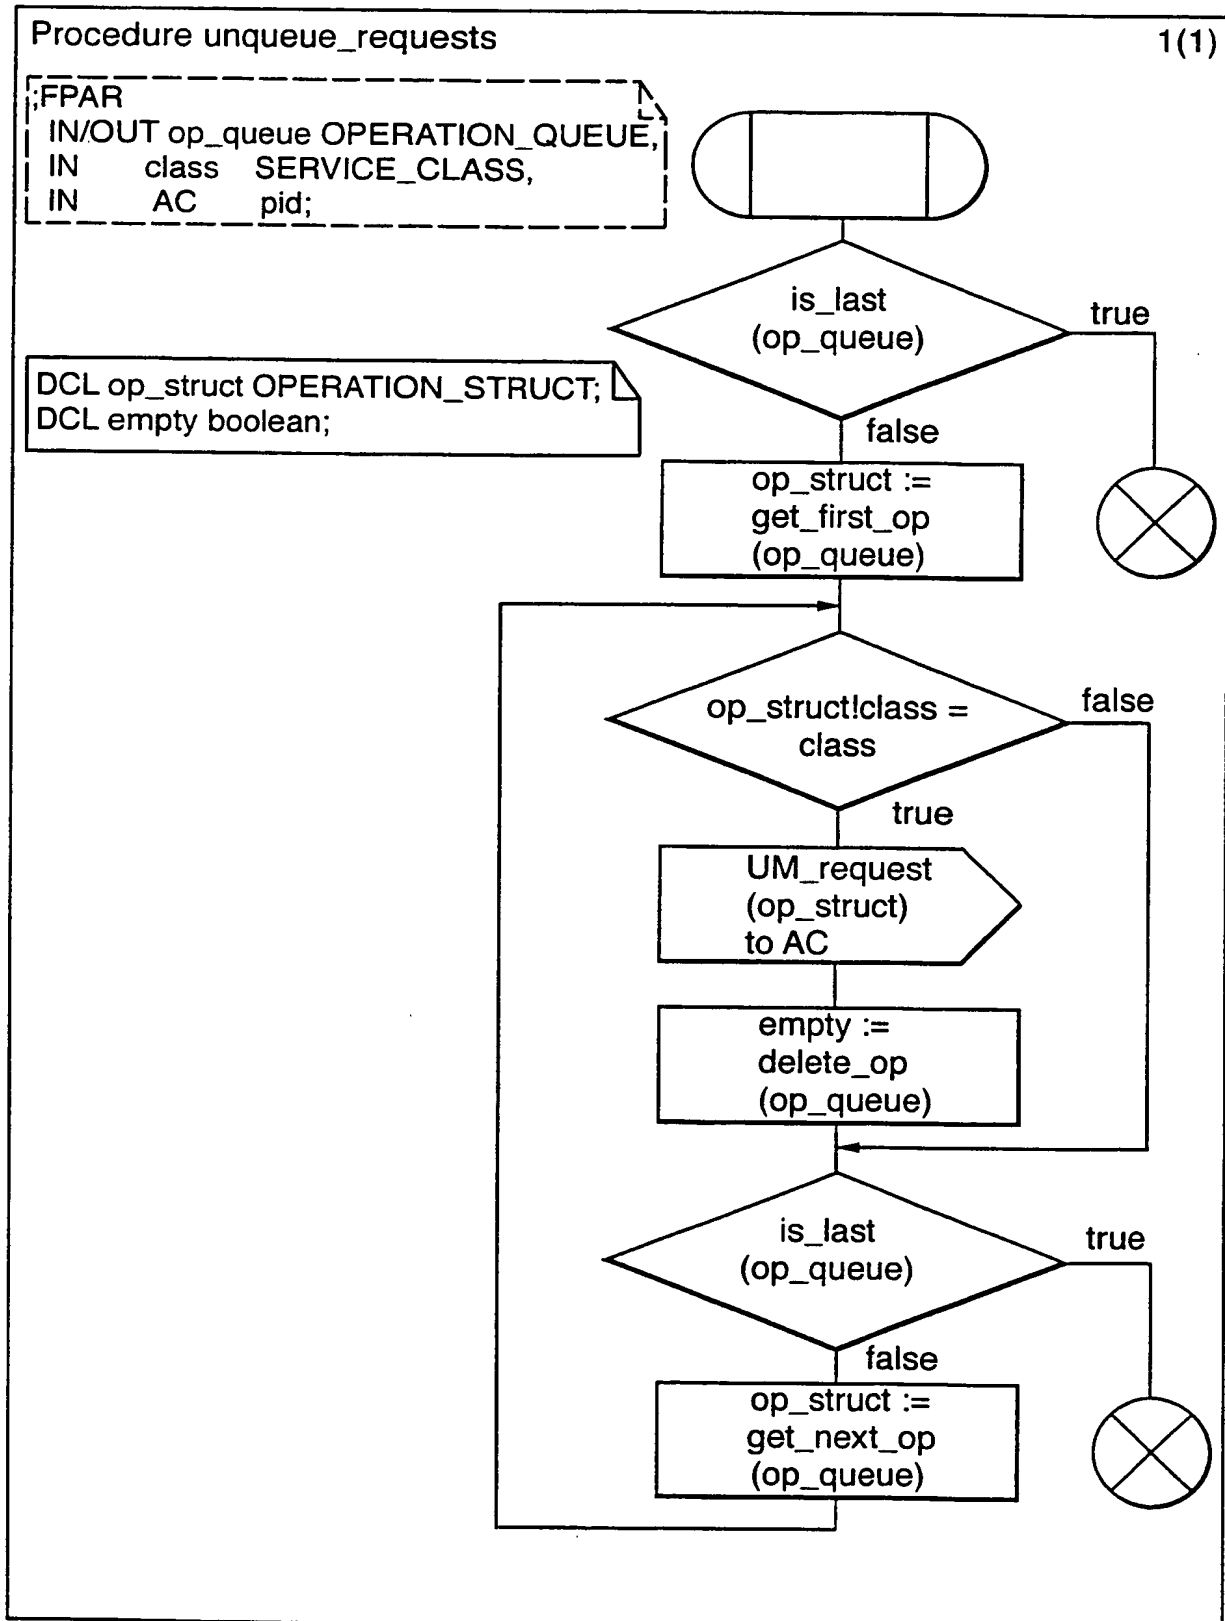 Procedure unqueue_requests 1(1)
;FPAR
IN/OUT op_queue OPERATION_QUEUE,
IN class SERVICE_CLASS,
IN AC pid;
is_last
(op_queue)
true
DCL op_struct OPERATION_STRUCT;
DCL empty boolean;
false
op_struct :=
get_first_op
(op_queue)
op_struct!class =
class
false
true
UM_request
(op_struct)
to AC
empty :=
delete_op
(op_queue)
is_last
(op_queue)
true
false
op_struct :=
get_next_op
(op_queue)